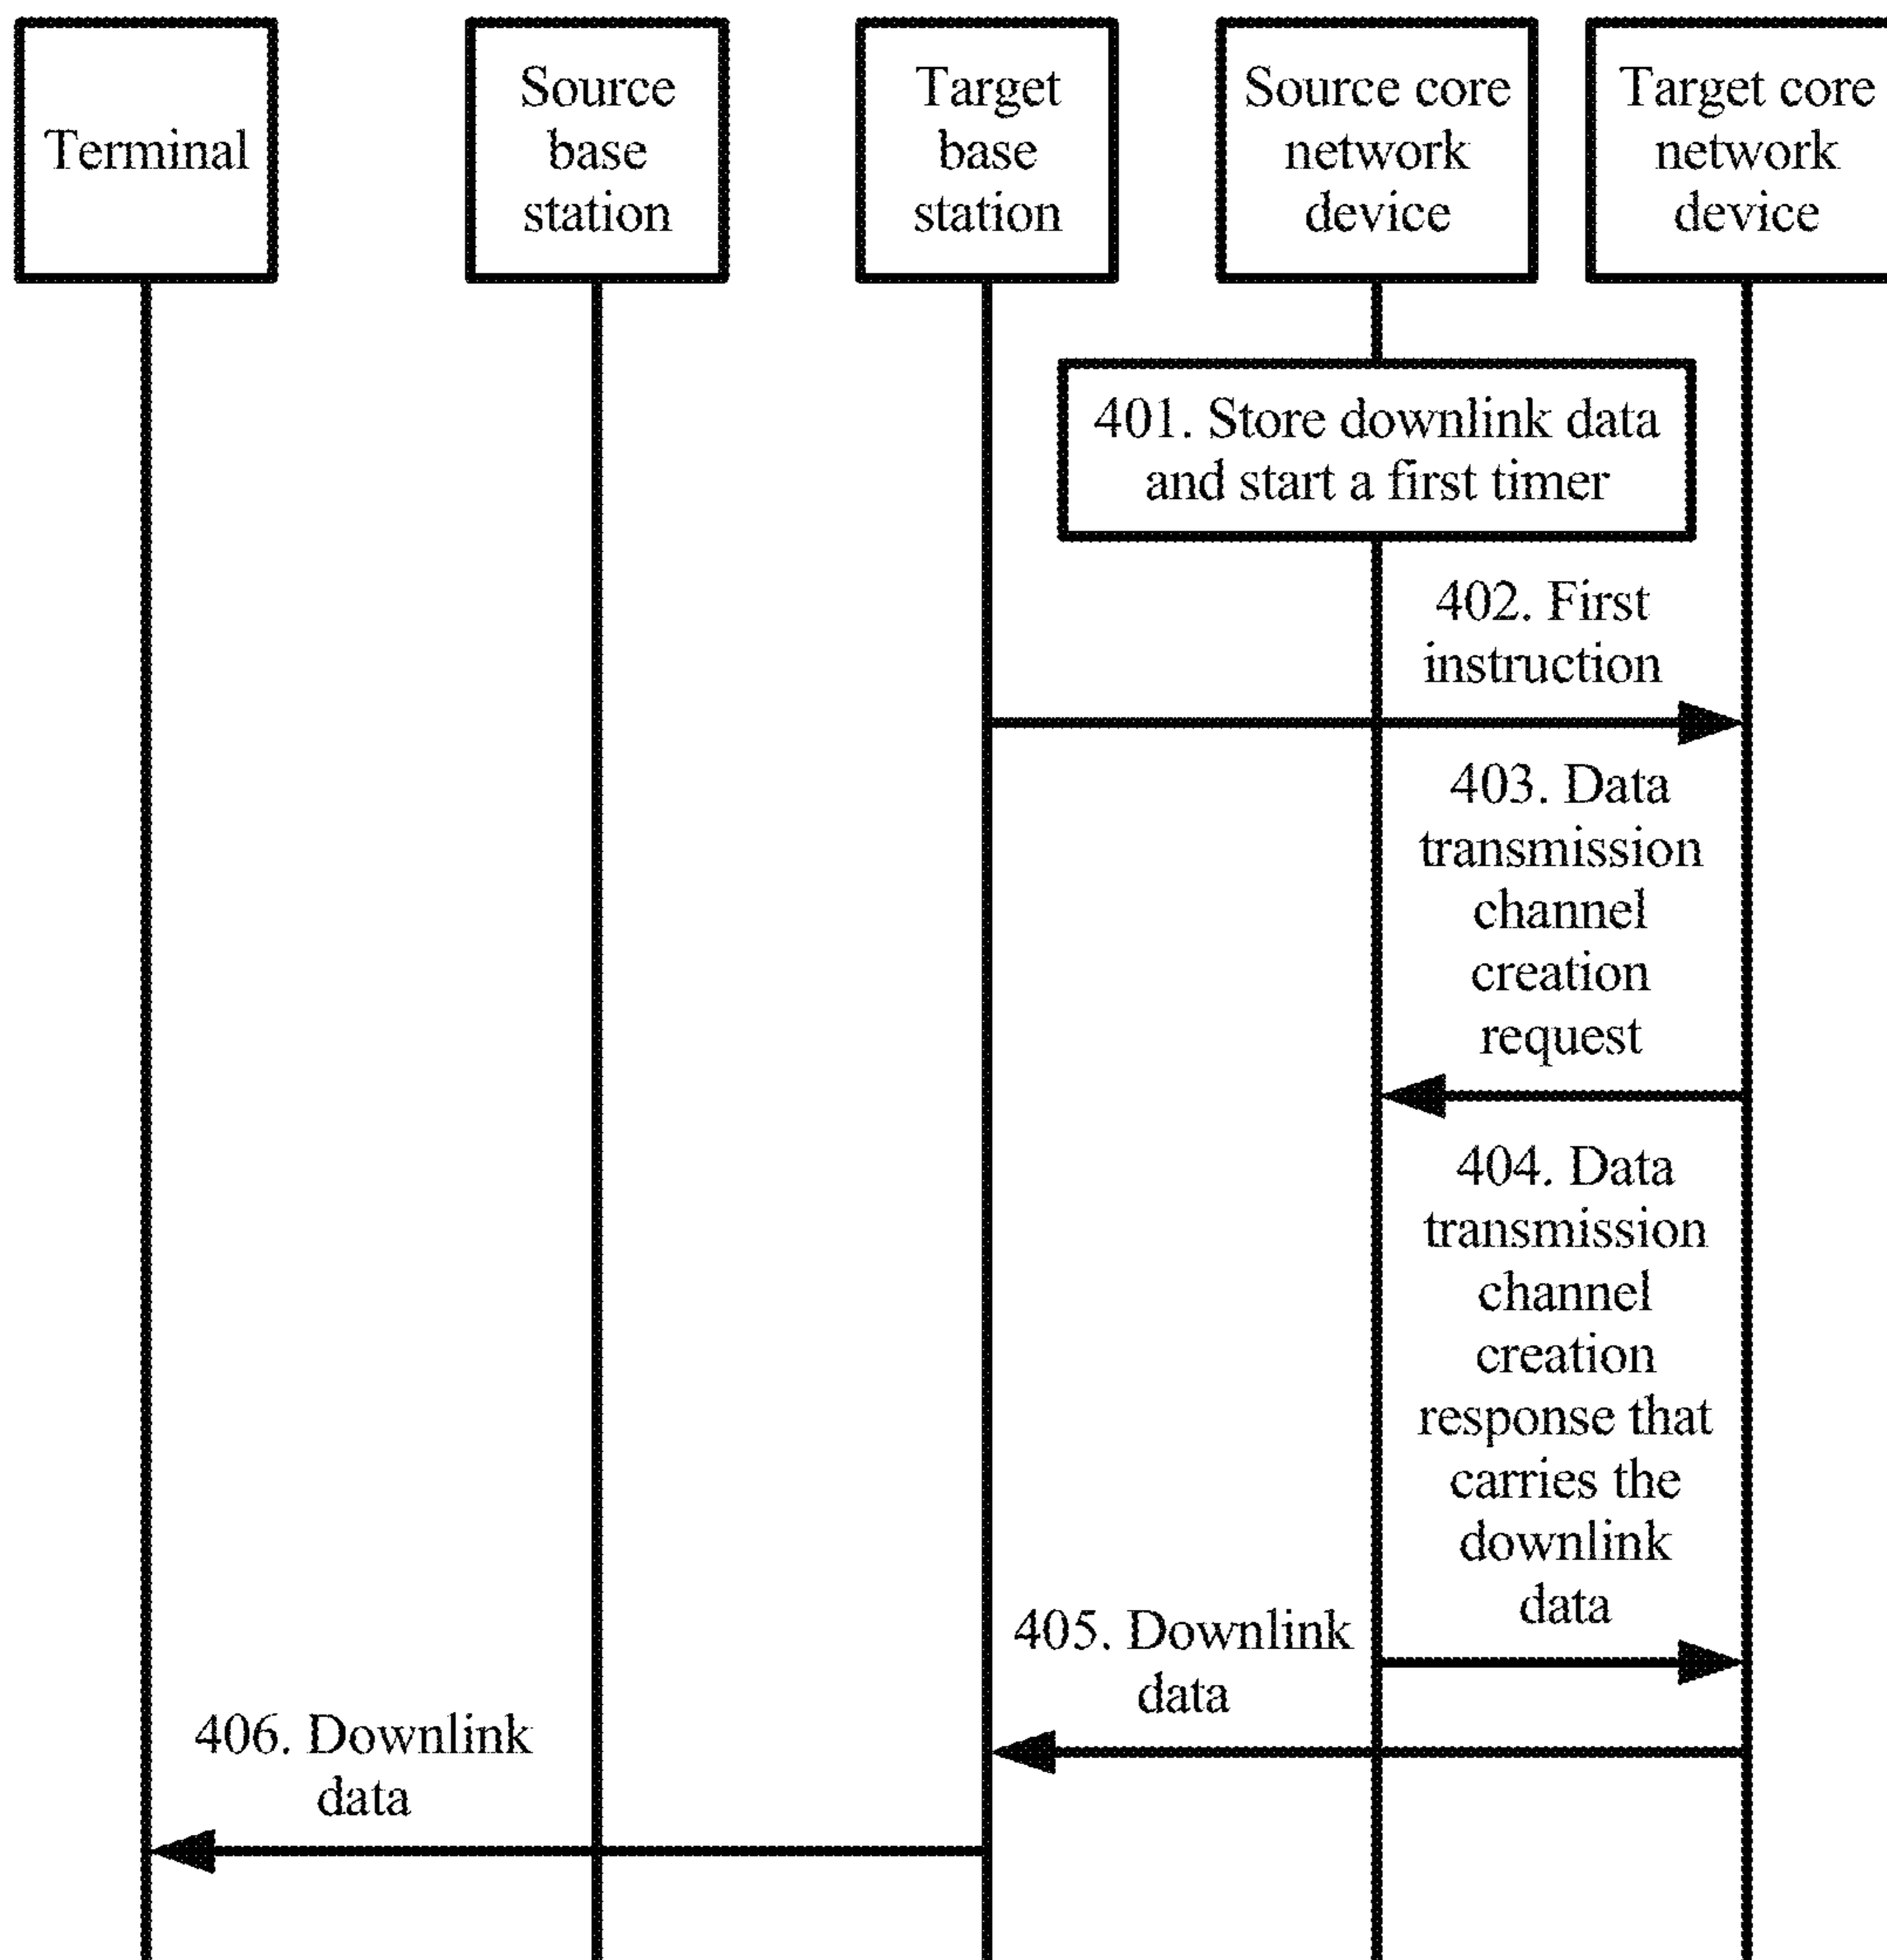 Terminal
Source
base
station
Target
base
station
Source core
network
device
Target core
network
device
401. Store downlink data
and start a first timer
402. First
instruction
403. Data
transmission
channel
creation
request
404. Data
transmission
channel
creation
response that
carries the
downlink
data
405. Downlink
data
406. Downlink
data